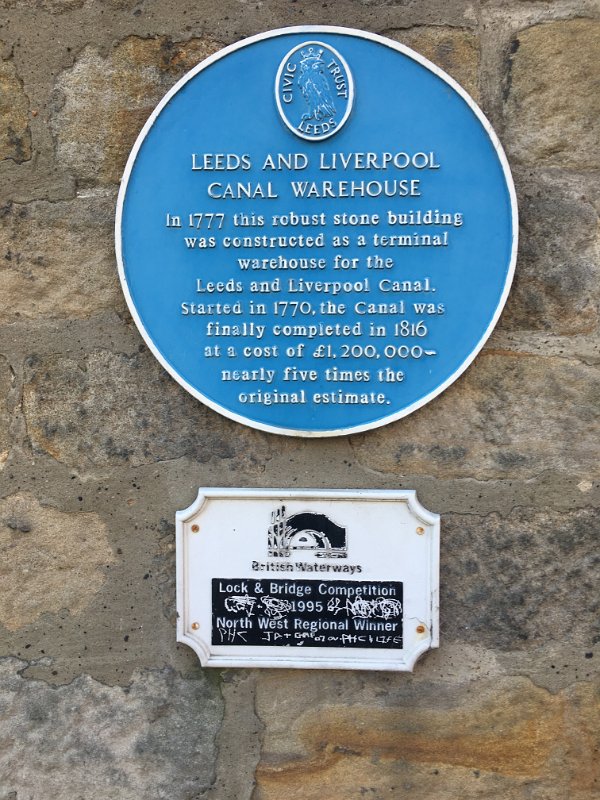 CIVIC TRUST
LEEDS
LEEDS AND LIVERPOOL
CANAL WAREHOUSE
In 1777 this robust stone building
was constructed as a terminal
warehouse for the
Leeds and Liverpool Canal.
Started in 1770, the Canal was
finally completed in 1816
at a cost of £1,200,000–
nearly five times the
original estimate.
British Waterways
Lock & Bridge Competition
1995
North West Regional Winner
PHC